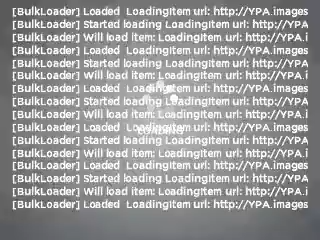 [BulkLoader] Loaded LoadingItem url: http://YPA.images
[BulkLoader] Started loading LoadingItem url: http://YPA
[BulkLoader] Will load item: LoadingItem url: http://YPA.i
[BulkLoader] Loaded LoadingItem url: http://YPA.images
[BulkLoader] Started loading LoadingItem url: http://YPA
[BulkLoader] Will load item: LoadingItem url: http://YPA.i
[BulkLoader] Loaded LoadingItem url: http://YPA.images
[BulkLoader] Started loading LoadingItem url: http://YPA
[BulkLoader] Will load item: LoadingItem url: http://YPA.i
[BulkLoader] Loaded LoadingItem url: http://YPA.images
LOADING
[BulkLoader] Started loading LoadingItem url: http://YPA
[BulkLoader] Will load item: LoadingItem url: http://YPA.i
[BulkLoader] Loaded LoadingItem url: http://YPA.images
[BulkLoader] Started loading LoadingItem url: http://YPA
[BulkLoader] Will load item: LoadingItem url: http://YPA.i
[BulkLoader] Loaded LoadingItem url: http://YPA.images